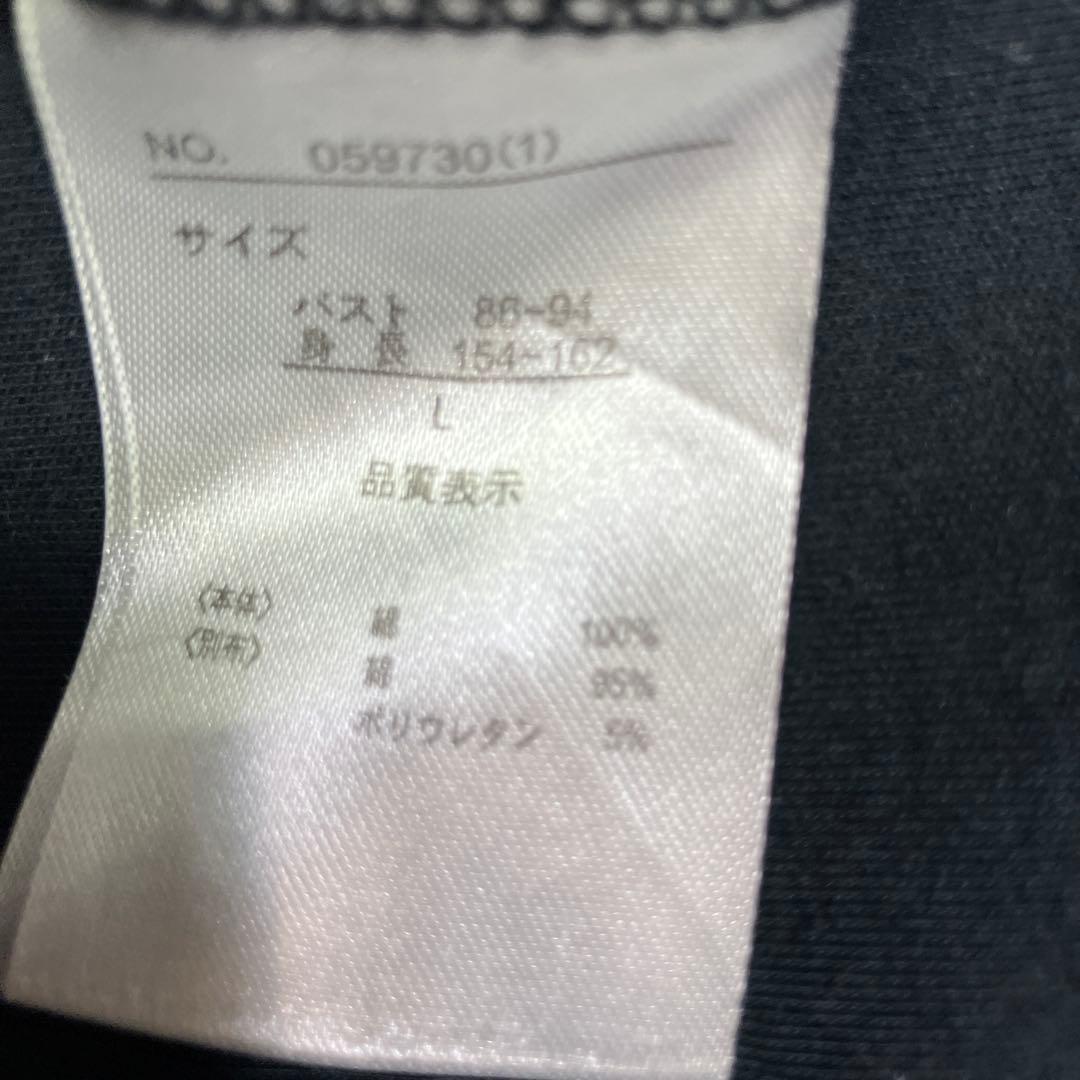 NO. 059730(1)
サイズ
バスト 86~94
身長 154~162
L
品質表示
(本体) 綿 100%
(別布) 綿 95%
ポリウレタン 5%